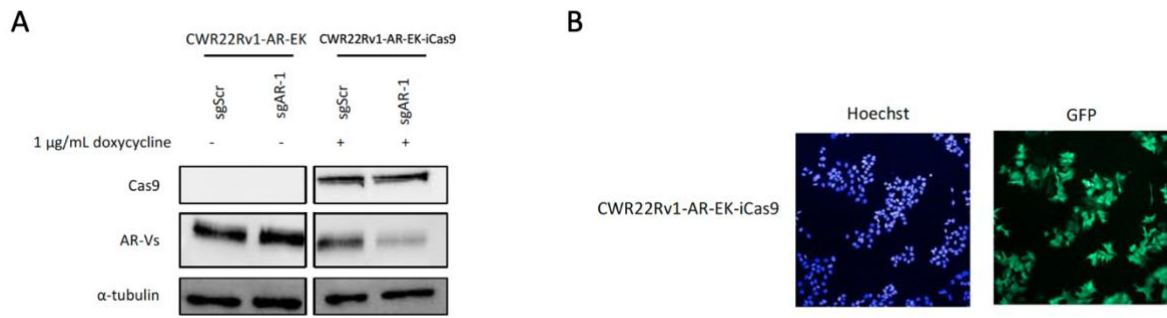 A
CWR22Rv1-AR-EK
CWR22Rv1-AR-EK-iCas9
sgScr
sgAR-1
sgScr
sgAR-1
1 µg/mL doxycycline - - + +
Cas9
AR-Vs
α-tubulin
B
Hoechst
GFP
CWR22Rv1-AR-EK-iCas9